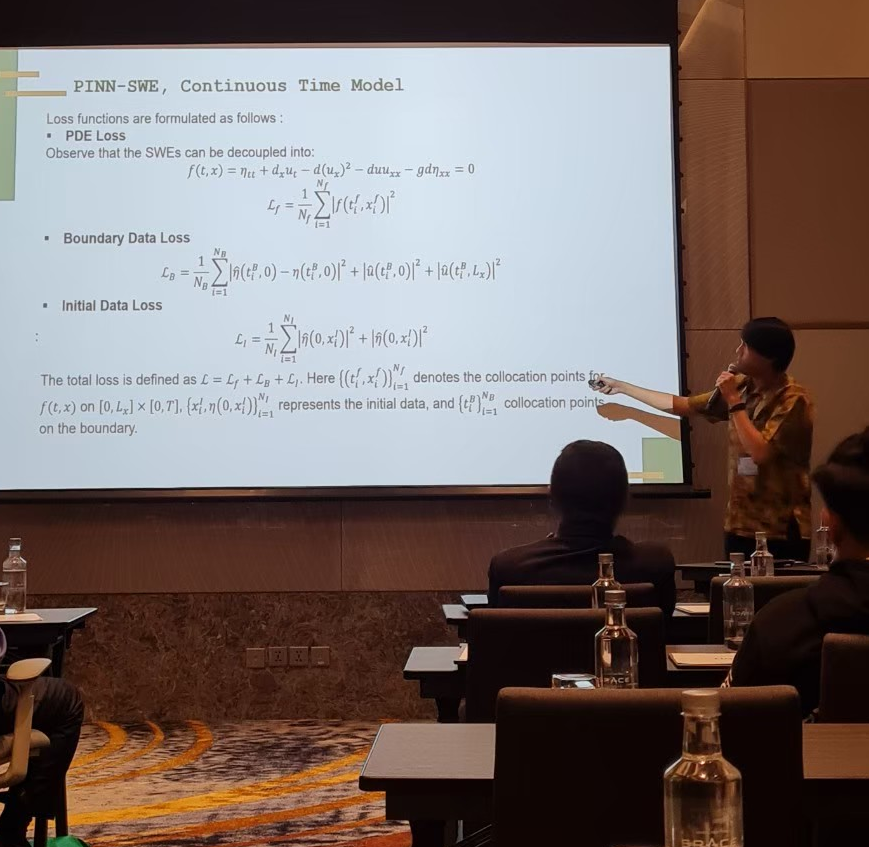 PINN-SWE, Continuous Time Model
Loss functions are formulated as follows :
▪ PDE Loss
Observe that the SWEs can be decoupled into:
f(t,x) = η_tt + d_x u_t − d(u_x)² − duu_xx − gdη_xx = 0
ℒ_f = 1/N_f ∑_{i=1}^{N_f} |f(t_i^f, x_i^f)|²
▪ Boundary Data Loss
ℒ_B = 1/N_B ∑_{i=1}^{N_B} |η̂(t_i^B, 0) − η(t_i^B, 0)|² + |û(t_i^B, 0)|² + |û(t_i^B, L_x)|²
▪ Initial Data Loss
:
ℒ_I = 1/N_I ∑_{i=1}^{N_I} |η̂(0, x_i^I)|² + |η̂(0, x_i^I)|²
The total loss is defined as ℒ = ℒ_f + ℒ_B + ℒ_I. Here {(t_i^f, x_i^f)}_{i=1}^{N_f} denotes the collocation points for
f(t,x) on [0, L_x] × [0, T], {x_i^I, η(0, x_i^I)}_{i=1}^{N_I} represents the initial data, and {t_i^B}_{i=1}^{N_B} collocation points
on the boundary.
SPACE